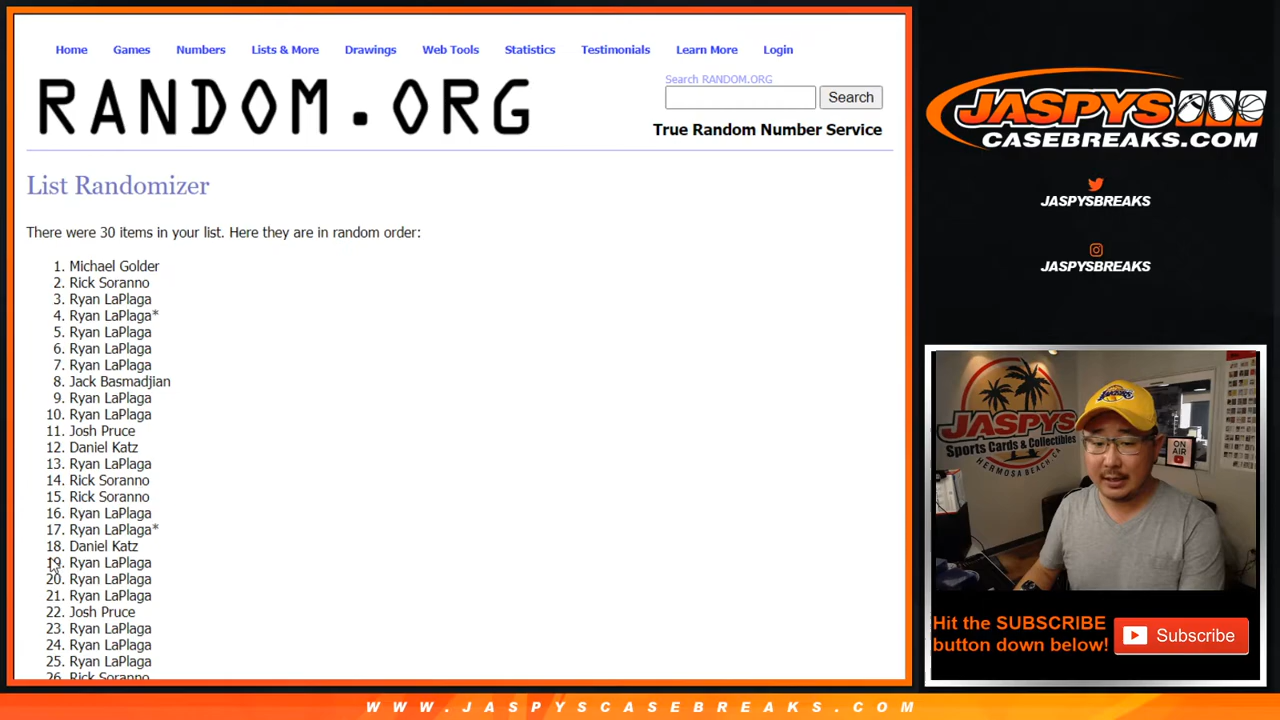 Home Games Numbers Lists & More Drawings Web Tools Statistics Testimonials Learn More Login
RANDOM.ORG
Search RANDOM.ORG
Search
True Random Number Service
List Randomizer
There were 30 items in your list. Here they are in random order:
1. Michael Golder
2. Rick Soranno
3. Ryan LaPlaga
4. Ryan LaPlaga*
5. Ryan LaPlaga
6. Ryan LaPlaga
7. Ryan LaPlaga
8. Jack Basmadjian
9. Ryan LaPlaga
10. Ryan LaPlaga
11. Josh Pruce
12. Daniel Katz
13. Ryan LaPlaga
14. Rick Soranno
15. Rick Soranno
16. Ryan LaPlaga
17. Ryan LaPlaga*
18. Daniel Katz
19. Ryan LaPlaga
20. Ryan LaPlaga
21. Ryan LaPlaga
22. Josh Pruce
23. Ryan LaPlaga
24. Ryan LaPlaga
25. Ryan LaPlaga
26. Rick Soranno
JASPYS
CASEBREAKS.COM
JASPYSBREAKS
JASPYSBREAKS
JASPYS
Sports Cards & Collectibles
HERMOSA BEACH, CA
ON AIR
Hit the SUBSCRIBE
button down below!
Subscribe
WWW.JASPYSCASEBREAKS.COM